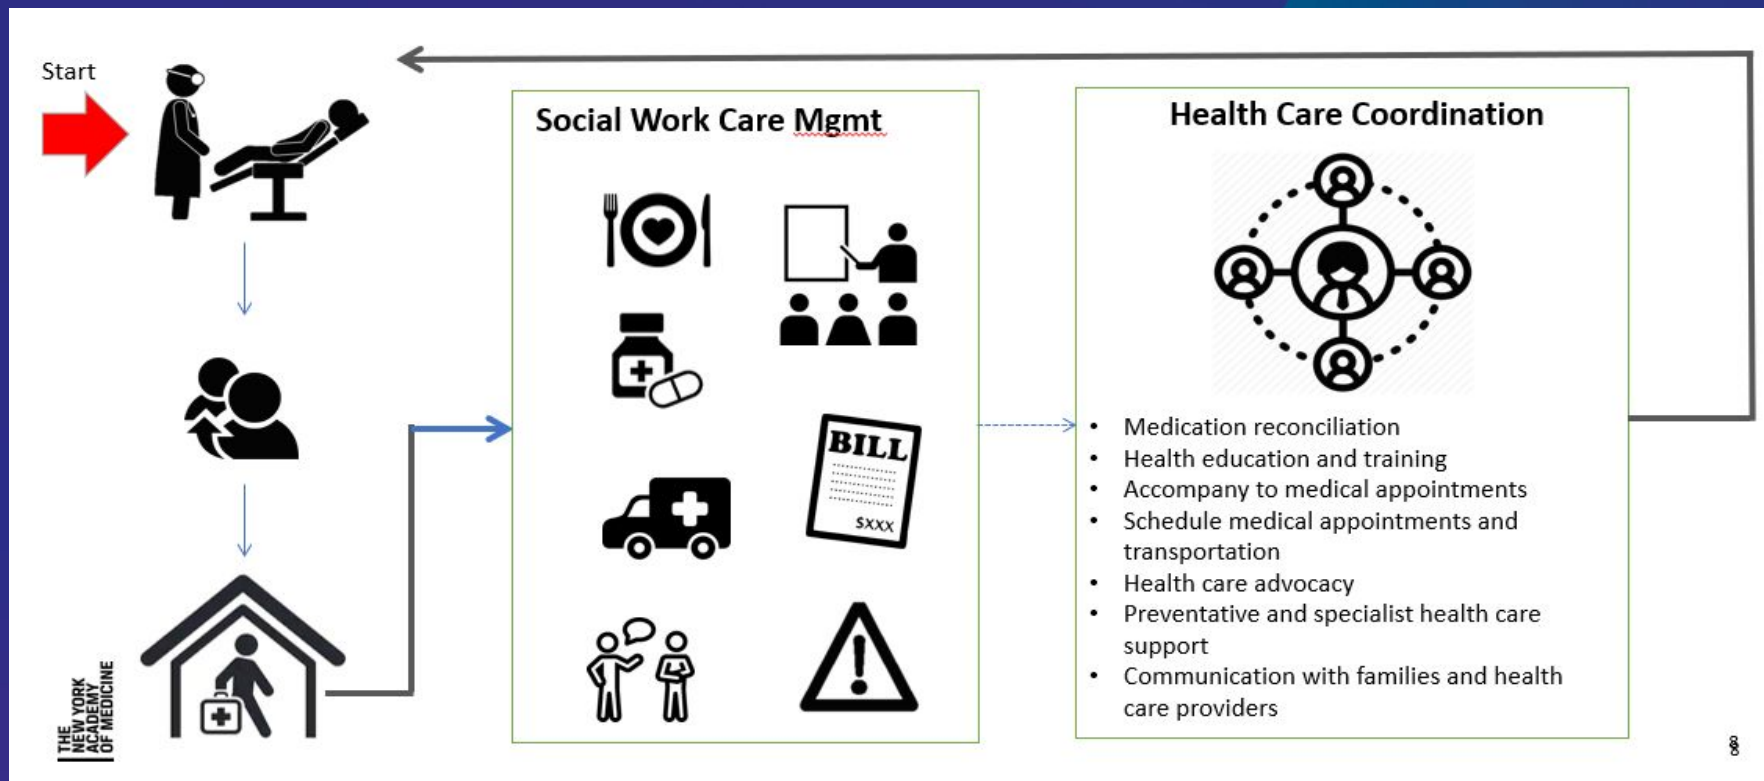 Start
Social Work Care Mgmt
BILL
$XXX
Health Care Coordination
• Medication reconciliation
• Health education and training
• Accompany to medical appointments
• Schedule medical appointments and
transportation
• Health care advocacy
• Preventative and specialist health care
support
• Communication with families and health
care providers
THE
NEW YORK
ACADEMY
OF MEDICINE
8